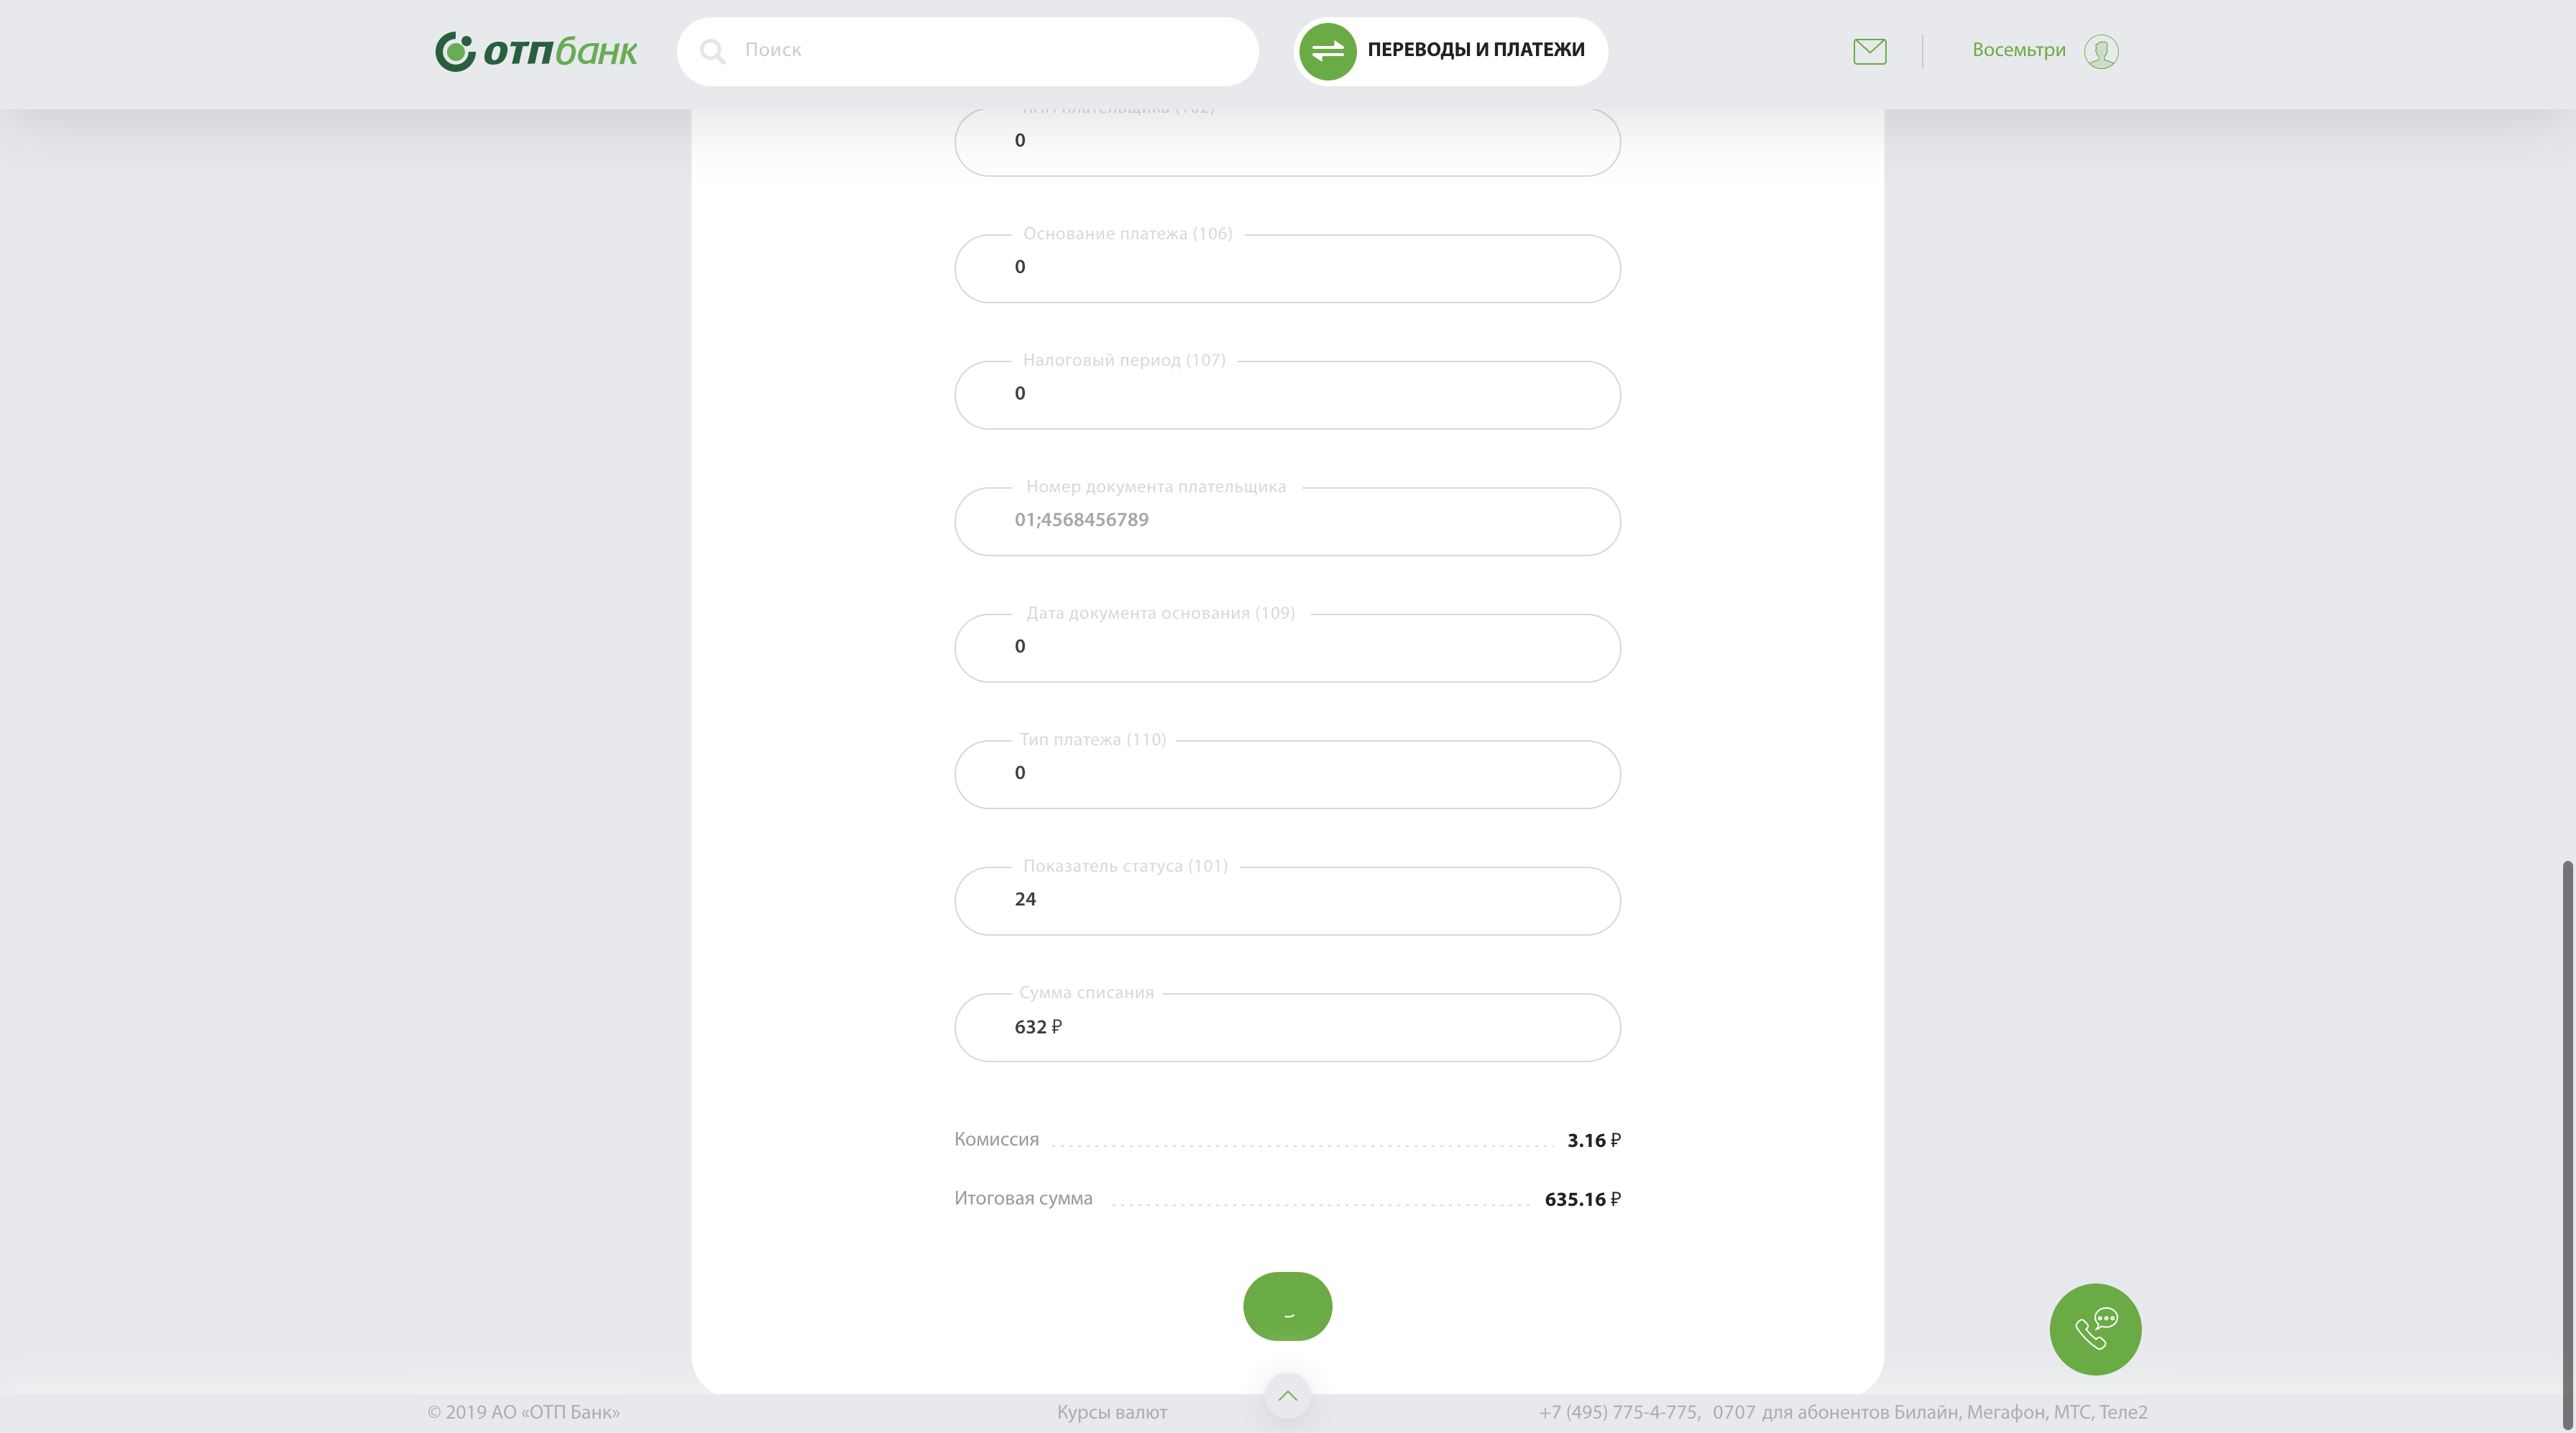 отпбанк
Поиск
ПЕРЕВОДЫ И ПЛАТЕЖИ
Восемьтри
плательщика (102)
0
Основание платежа (106)
0
Налоговый период (107)
0
Номер документа плательщика
01;4568456789
Дата документа основания (109)
0
Тип платежа (110)
0
Показатель статуса (101)
24
Сумма списания
632 ₽
Комиссия 3.16 ₽
Итоговая сумма 635.16 ₽
© 2019 АО «ОТП Банк»
Курсы валют
+7 (495) 775-4-775, 0707 для абонентов Билайн, Мегафон, МТС, Теле2